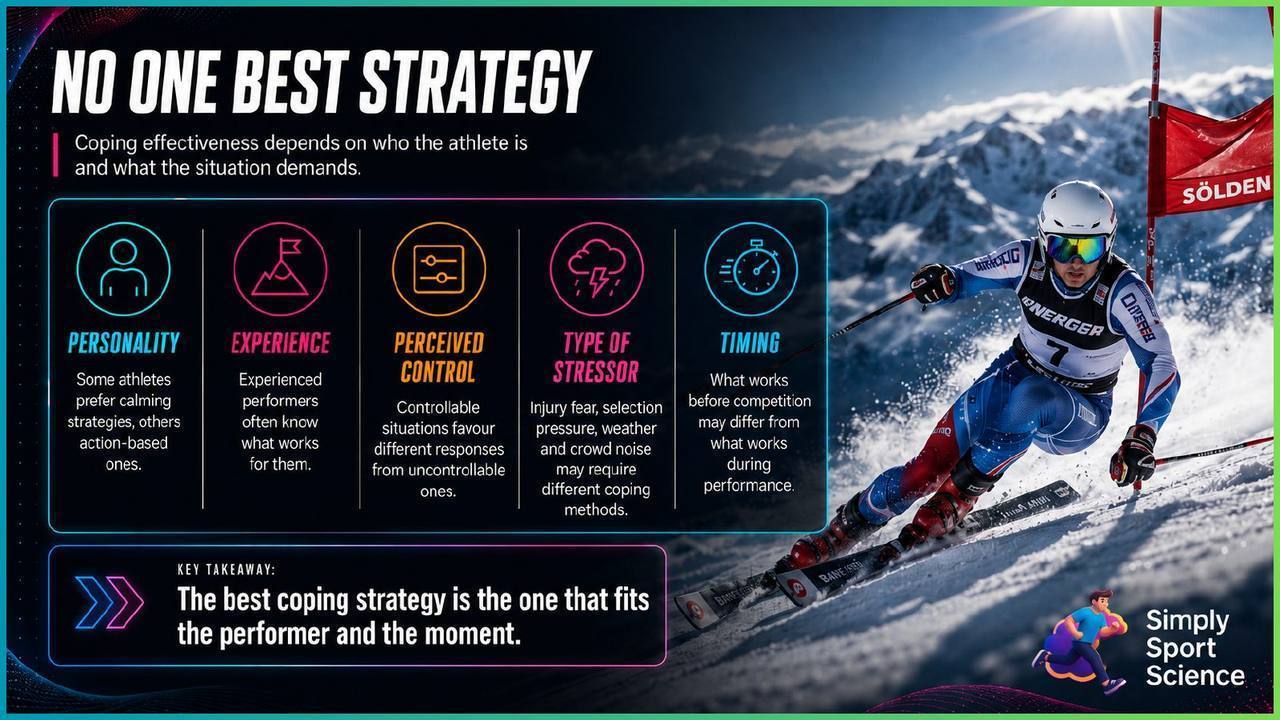 NO ONE BEST STRATEGY
Coping effectiveness depends on who the athlete is
and what the situation demands.
PERSONALITY
Some athletes
prefer calming
strategies, others
action-based
ones.
EXPERIENCE
Experienced
performers
often know
what works
for them.
PERCEIVED
CONTROL
Controllable
situations favour
different responses
from uncontrollable
ones.
TYPE OF
STRESSOR
Injury fear, selection
pressure, weather
and crowd noise
may require
different coping
methods.
TIMING
What works
before competition
may differ from
what works
during
performance.
KEY TAKEAWAY:
The best coping strategy is the one that fits
the performer and the moment.
SÖLDEN
7
Simply
Sport
Science